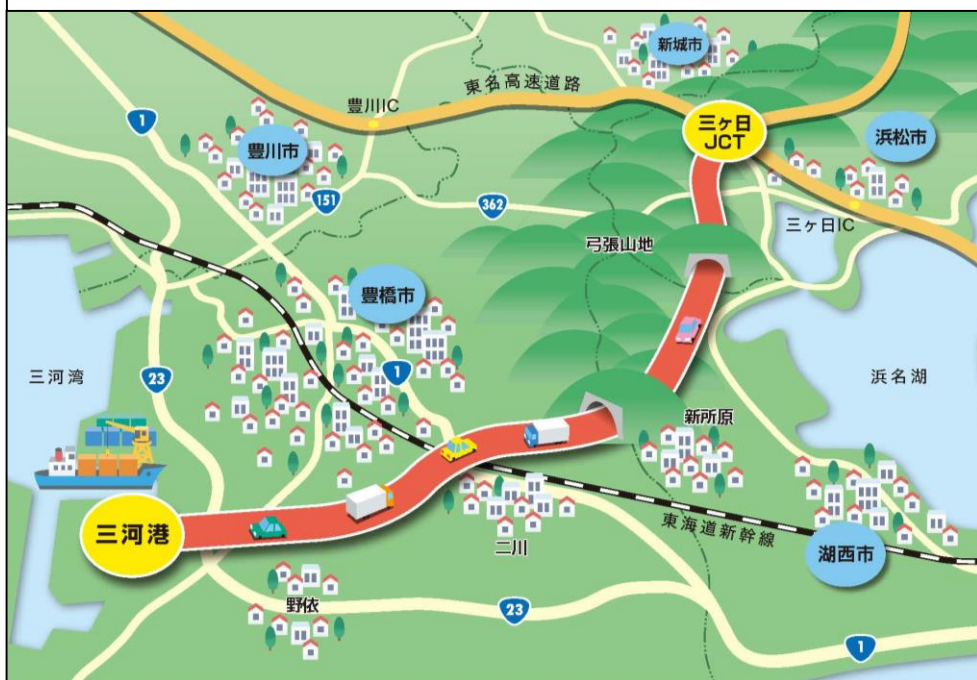 新城市
東名高速道路
1
豊川IC
三ヶ日
JCT
浜松市
豊川市
151
362
三ヶ日IC
弓張山地
豊橋市
三河湾
23
1
浜名湖
新所原
三河港
二川
東海道新幹線
湖西市
野依
23
1